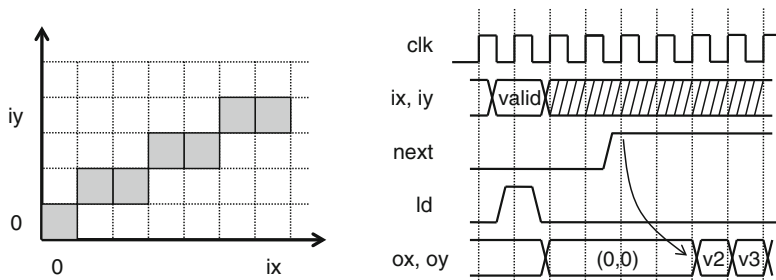 iy
0
0
ix
clk
ix, iy
valid
next
ld
ox, oy
(0,0)
v2
v3